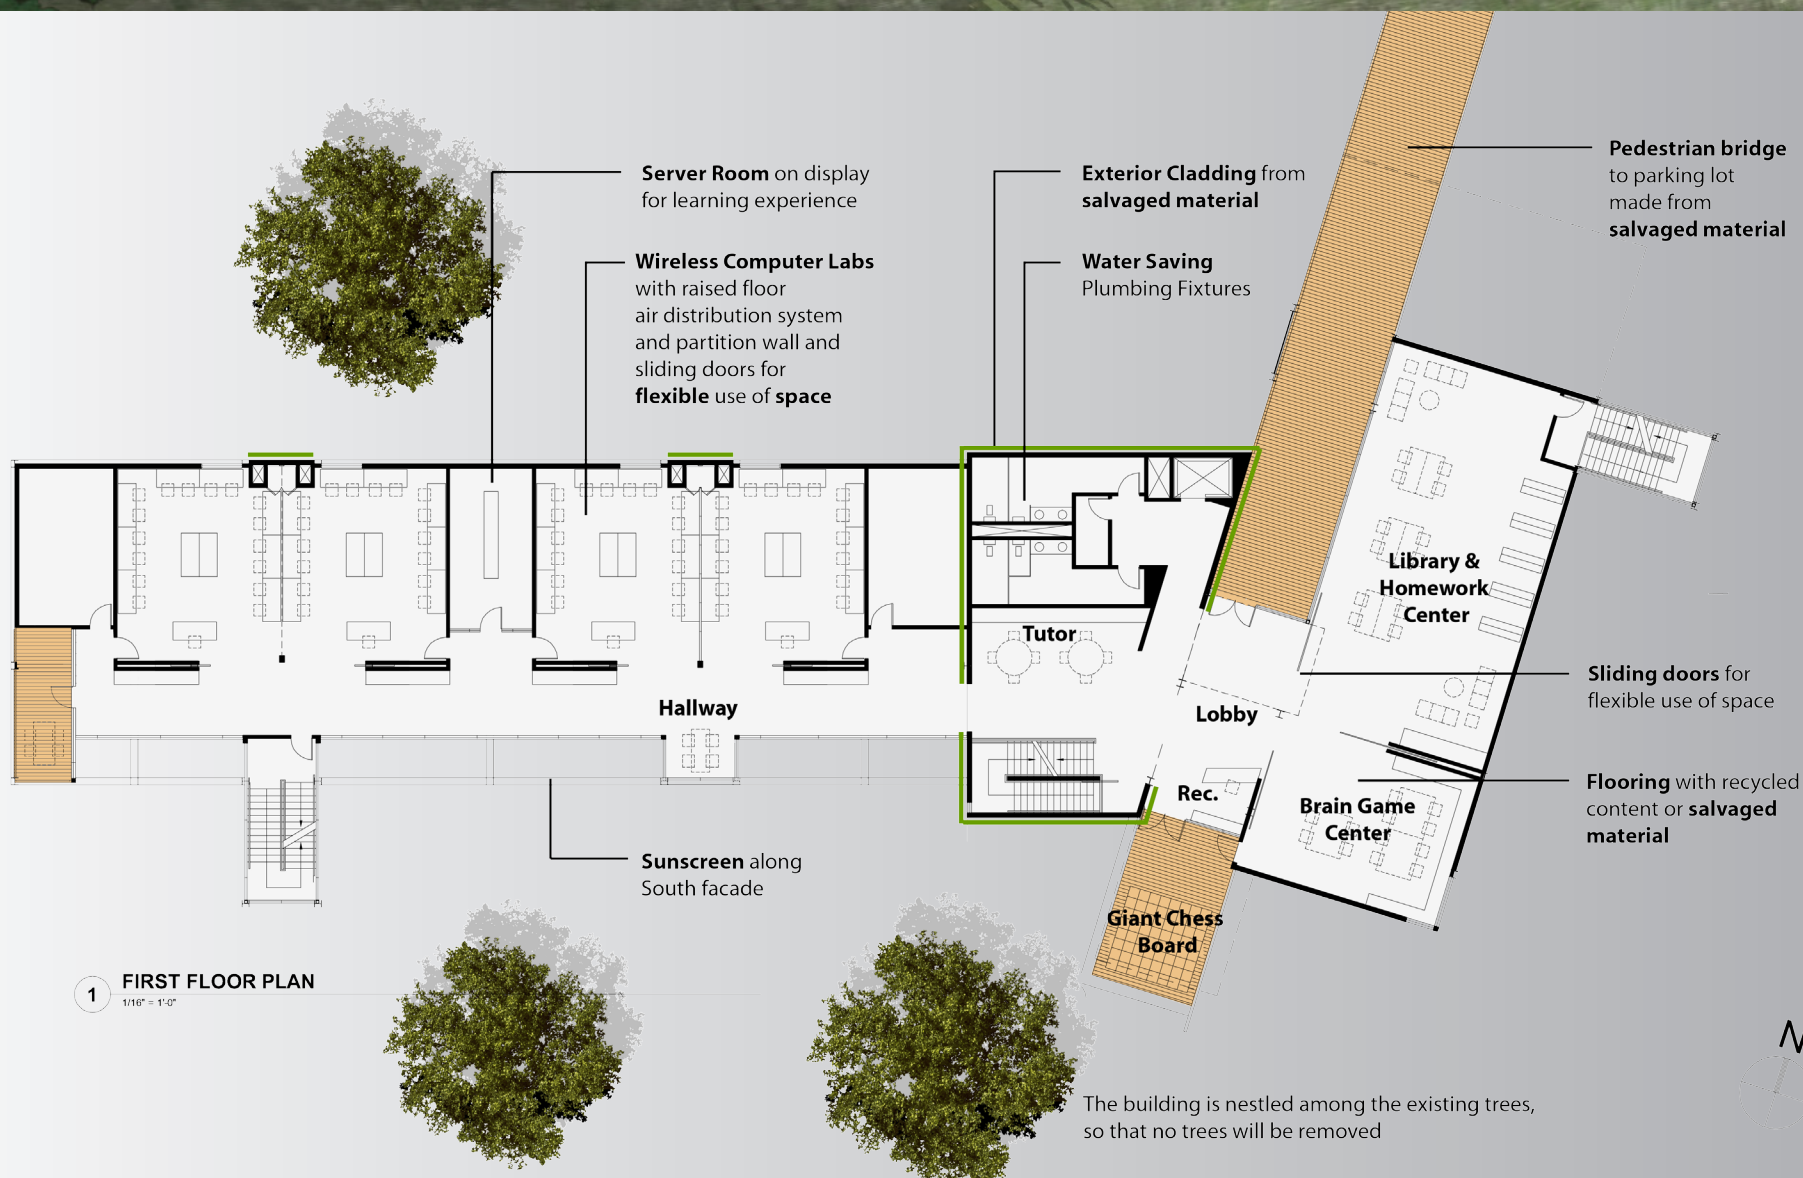 Server Room on display
for learning experience
Wireless Computer Labs
with raised floor
air distribution system
and partition wall and
sliding doors for
flexible use of space
Exterior Cladding from
salvaged material
Water Saving
Plumbing Fixtures
Pedestrian bridge
to parking lot
made from
salvaged material
Library &
Homework
Center
Tutor
Sliding doors for
flexible use of space
Hallway
Lobby
Rec.
Brain Game
Center
Flooring with recycled
content or salvaged
material
Sunscreen along
South facade
Giant Chess
Board
1
FIRST FLOOR PLAN
1/16" = 1'-0"
N
The building is nestled among the existing trees,
so that no trees will be removed